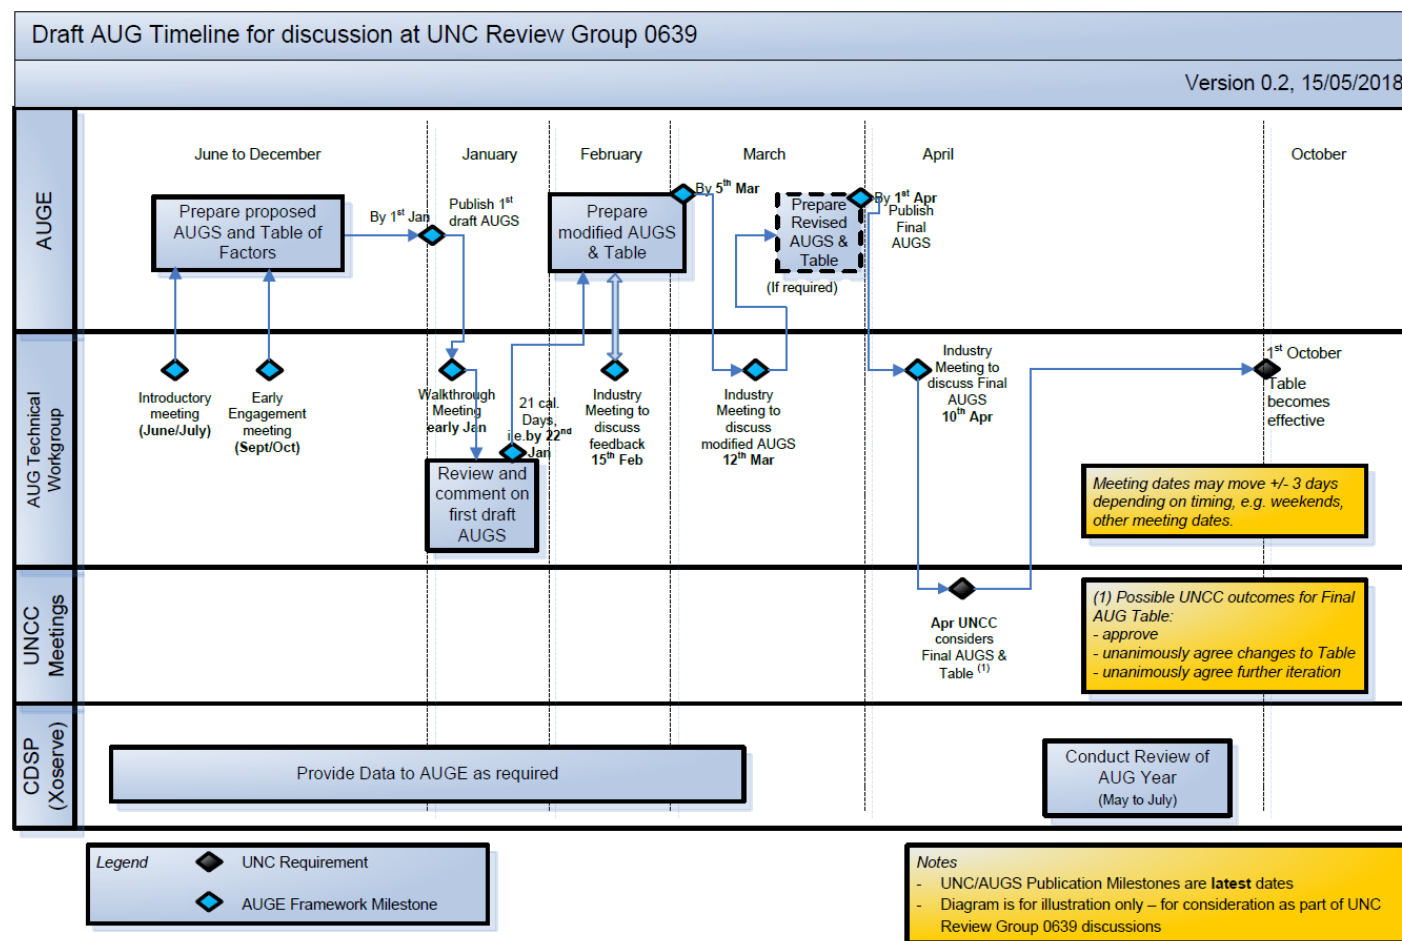 Draft AUG Timeline for discussion at UNC Review Group 0639
Version 0.2, 15/05/2018
AUGE
June to December
January
February
March
April
October
Prepare proposed
AUGS and Table of
Factors
By 1st Jan
Publish 1st
draft AUGS
Prepare
modified AUGS
& Table
By 5th Mar
Prepare
Revised
AUGS &
Table
(If required)
By 1st Apr
Publish
Final
AUGS
AUG Technical
Workgroup
Introductory
meeting
(June/July)
Early
Engagement
meeting
(Sept/Oct)
Walkthrough
Meeting
early Jan
21 cal.
Days,
i.e.by 22nd
Jan
Review and
comment on
first draft
AUGS
Industry
Meeting to
discuss
feedback
15th Feb
Industry
Meeting to
discuss
modified AUGS
12th Mar
Industry
Meeting to
discuss Final
AUGS
10th Apr
1st October
Table
becomes
effective
Meeting dates may move +/- 3 days
depending on timing, e.g. weekends,
other meeting dates.
UNCC
Meetings
Apr UNCC
considers
Final AUGS &
Table (1)
(1) Possible UNCC outcomes for Final
AUG Table:
- approve
- unanimously agree changes to Table
- unanimously agree further iteration
CDSP
(Xoserve)
Provide Data to AUGE as required
Conduct Review of
AUG Year
(May to July)
Legend
UNC Requirement
AUGE Framework Milestone
Notes
- UNC/AUGS Publication Milestones are latest dates
- Diagram is for illustration only – for consideration as part of UNC
Review Group 0639 discussions